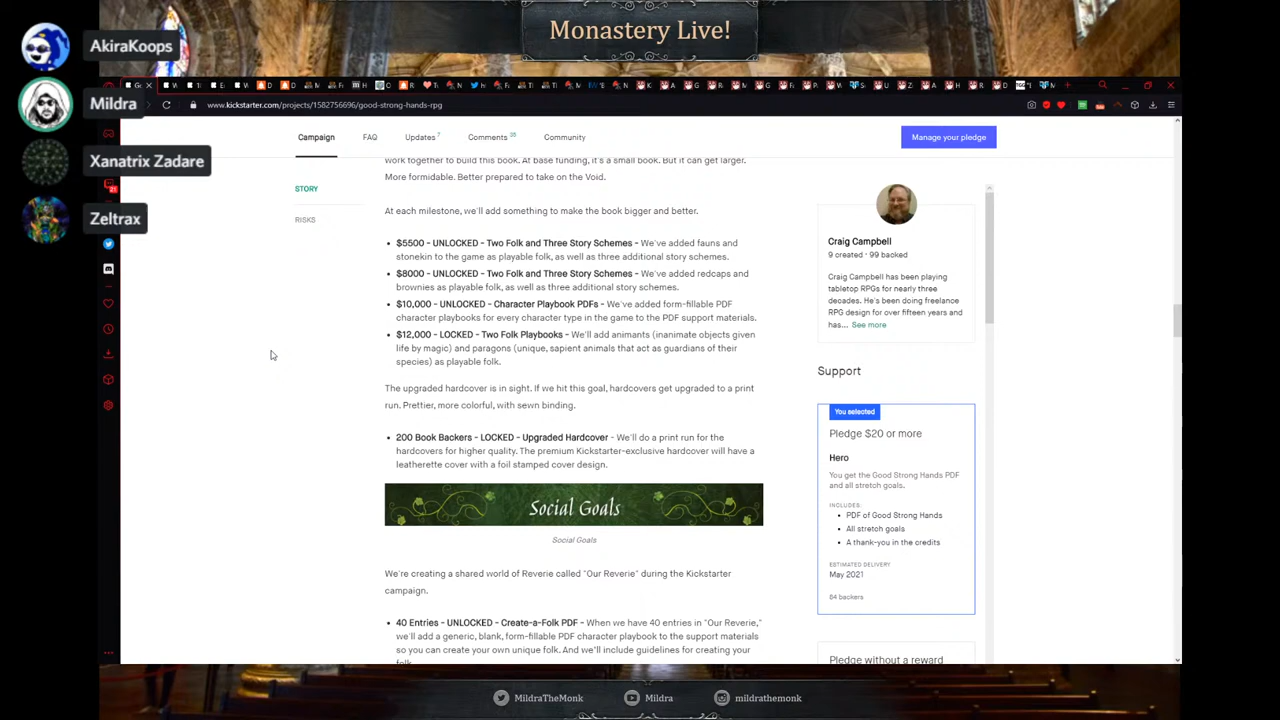 Monastery Live!
AkiraKoops
Mildra
Xanatrix Zadare
Zeltrax
www.kickstarter.com/projects/1582756696/good-strong-hands-rpg
Campaign
FAQ
Updates 7
Comments 35
Community
Manage your pledge
STORY
RISKS
work together to build this book. At base funding, it's a small book. But it can get larger.
More formidable. Better prepared to take on the Void.
At each milestone, we'll add something to make the book bigger and better.
• $5500 - UNLOCKED - Two Folk and Three Story Schemes - We've added fauns and
stonekin to the game as playable folk, as well as three additional story schemes.
• $8000 - UNLOCKED - Two Folk and Three Story Schemes - We've added redcaps and
brownies as playable folk, as well as three additional story schemes.
• $10,000 - UNLOCKED - Character Playbook PDFs - We've added form-fillable PDF
character playbooks for every character type in the game to the PDF support materials.
• $12,000 - LOCKED - Two Folk Playbooks - We'll add animants (inanimate objects given
life by magic) and paragons (unique, sapient animals that act as guardians of their
species) as playable folk.
The upgraded hardcover is in sight. If we hit this goal, hardcovers get upgraded to a print
run. Prettier, more colorful, with sewn binding.
• 200 Book Backers - LOCKED - Upgraded Hardcover - We'll do a print run for the
hardcovers for higher quality. The premium Kickstarter-exclusive hardcover will have a
leatherette cover with a foil stamped cover design.
Social Goals
Social Goals
We're creating a shared world of Reverie called "Our Reverie" during the Kickstarter
campaign.
• 40 Entries - UNLOCKED - Create-a-Folk PDF - When we have 40 entries in "Our Reverie,"
we'll add a generic, blank, form-fillable PDF character playbook to the support materials
so you can create your own unique folk. And we'll include guidelines for creating your
folk.
Craig Campbell
9 created · 99 backed
Craig Campbell has been playing
tabletop RPGs for nearly three
decades. He's been doing freelance
RPG design for over fifteen years and
has... See more
Support
You selected
Pledge $20 or more
Hero
You get the Good Strong Hands PDF
and all stretch goals.
INCLUDES:
• PDF of Good Strong Hands
• All stretch goals
• A thank-you in the credits
ESTIMATED DELIVERY
May 2021
64 backers
Pledge without a reward
MildraTheMonk
Mildra
mildrathemonk